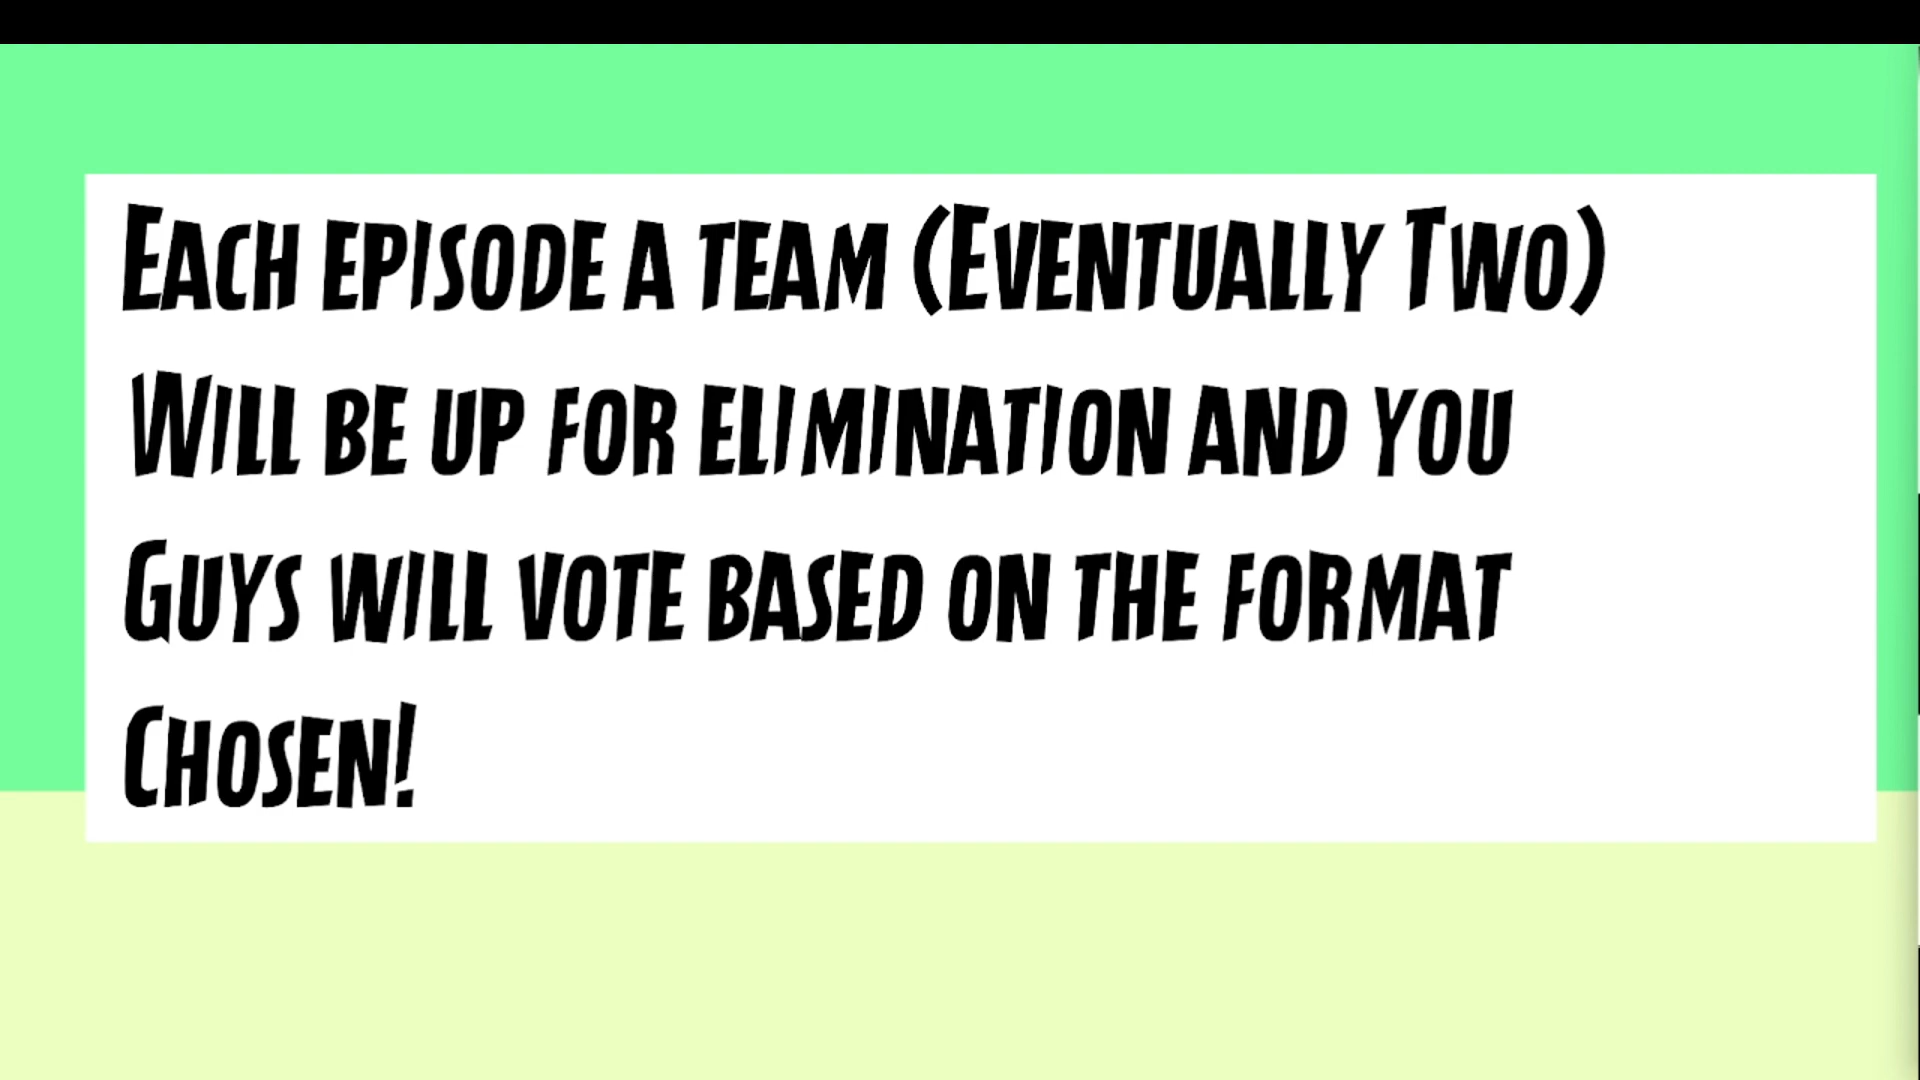 Each episode a team (Eventually Two)
Will be up for elimination and you
Guys will vote based on the format
Chosen!